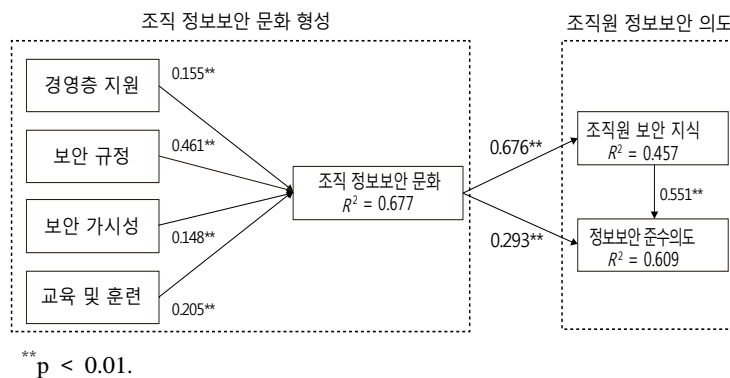 조직 정보보안 문화 형성
조직원 정보보안 의도
경영층 지원
0.155**
보안 규정
0.461**
보안 가시성
0.148**
교육 및 훈련
0.205**
조직 정보보안 문화
R² = 0.677
0.676**
0.293**
조직원 보안 지식
R² = 0.457
0.551**
정보보안 준수의도
R² = 0.609
**p < 0.01.